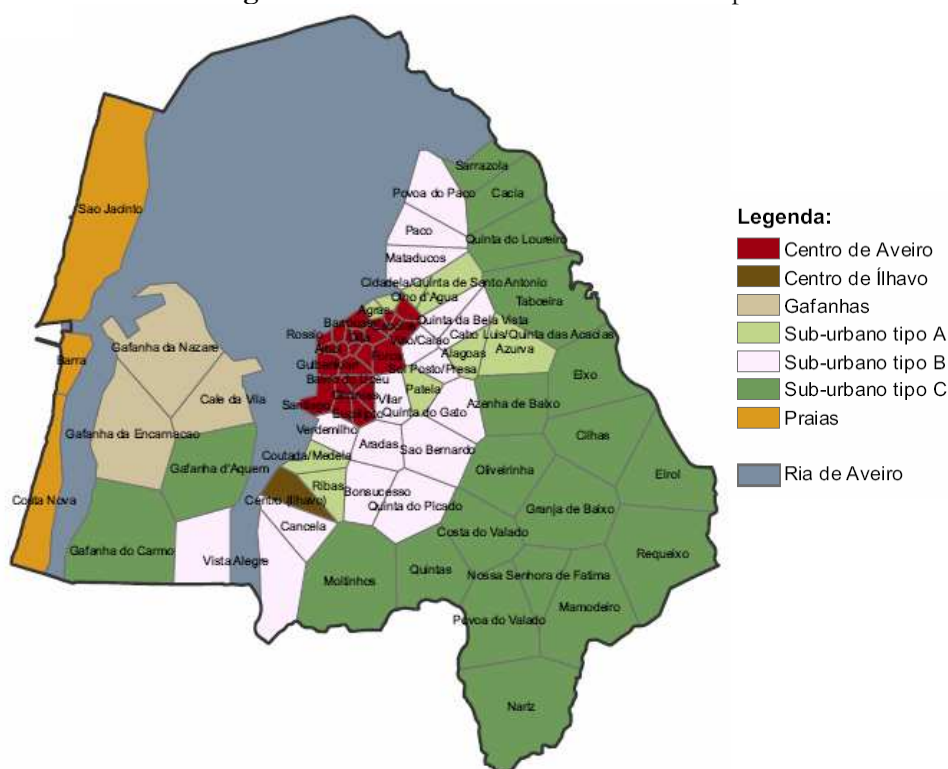 Sarrazola
Povoa do Paco
Cacia
Sao Jacinto
Paco
Quinta do Loureiro
Mataducos
Cidadela/Quinta de Santo Antonio
Olho d'Agua
Taboeira
Agras
Quinta da Bela Vista
Rossio
Cabo Luis/Quinta das Acacias
Gafanha da Nazare
Alagoas
Azurva
Barra
Sol Posto/Presa
Eixo
Patela
Cale da Vila
Vilar
Azenha de Baixo
Quinta do Gato
Verdemilho
Gafanha da Encarnacao
Aradas
Sao Bernardo
Cilhas
Coutada/Medela
Gafanha d'Aquem
Oliveirinha
Eirol
Ribas
Bonsucesso
Centro (Ilhavo)
Costa Nova
Quinta do Picado
Granja de Baixo
Cancela
Costa do Valado
Gafanha do Carmo
Vista Alegre
Requeixo
Moitinhos
Quintas
Nossa Senhora de Fatima
Mamodeiro
Povoa do Valado
Nariz
Legenda:
Centro de Aveiro
Centro de Ílhavo
Gafanhas
Sub-urbano tipo A
Sub-urbano tipo B
Sub-urbano tipo C
Praias
Ria de Aveiro